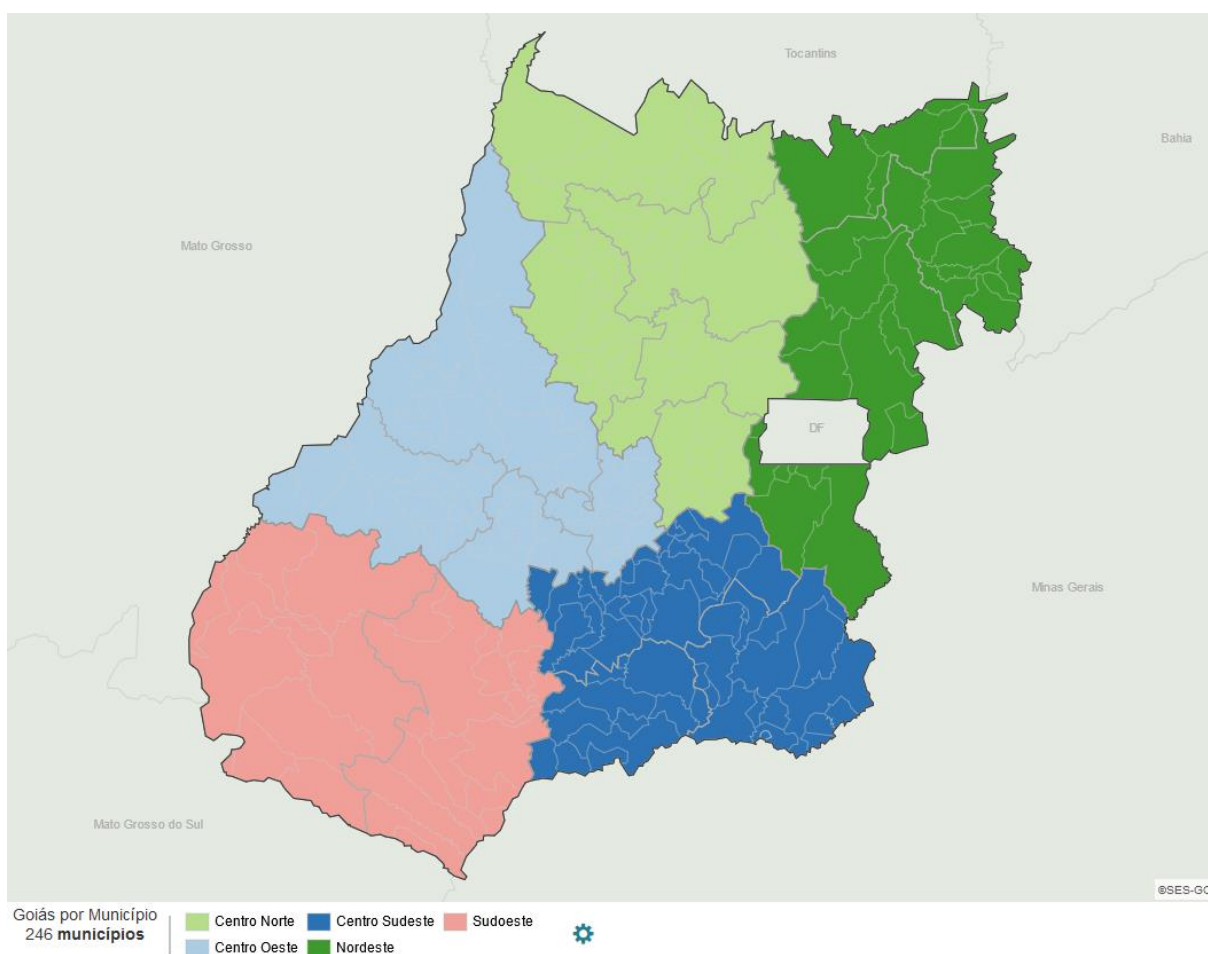 Tocantins
Bahia
Mato Grosso
DF
Minas Gerais
Mato Grosso do Sul
©SES-GO
Goiás por Município
246 municípios
Centro Norte
Centro Sudeste
Sudoeste
Centro Oeste
Nordeste